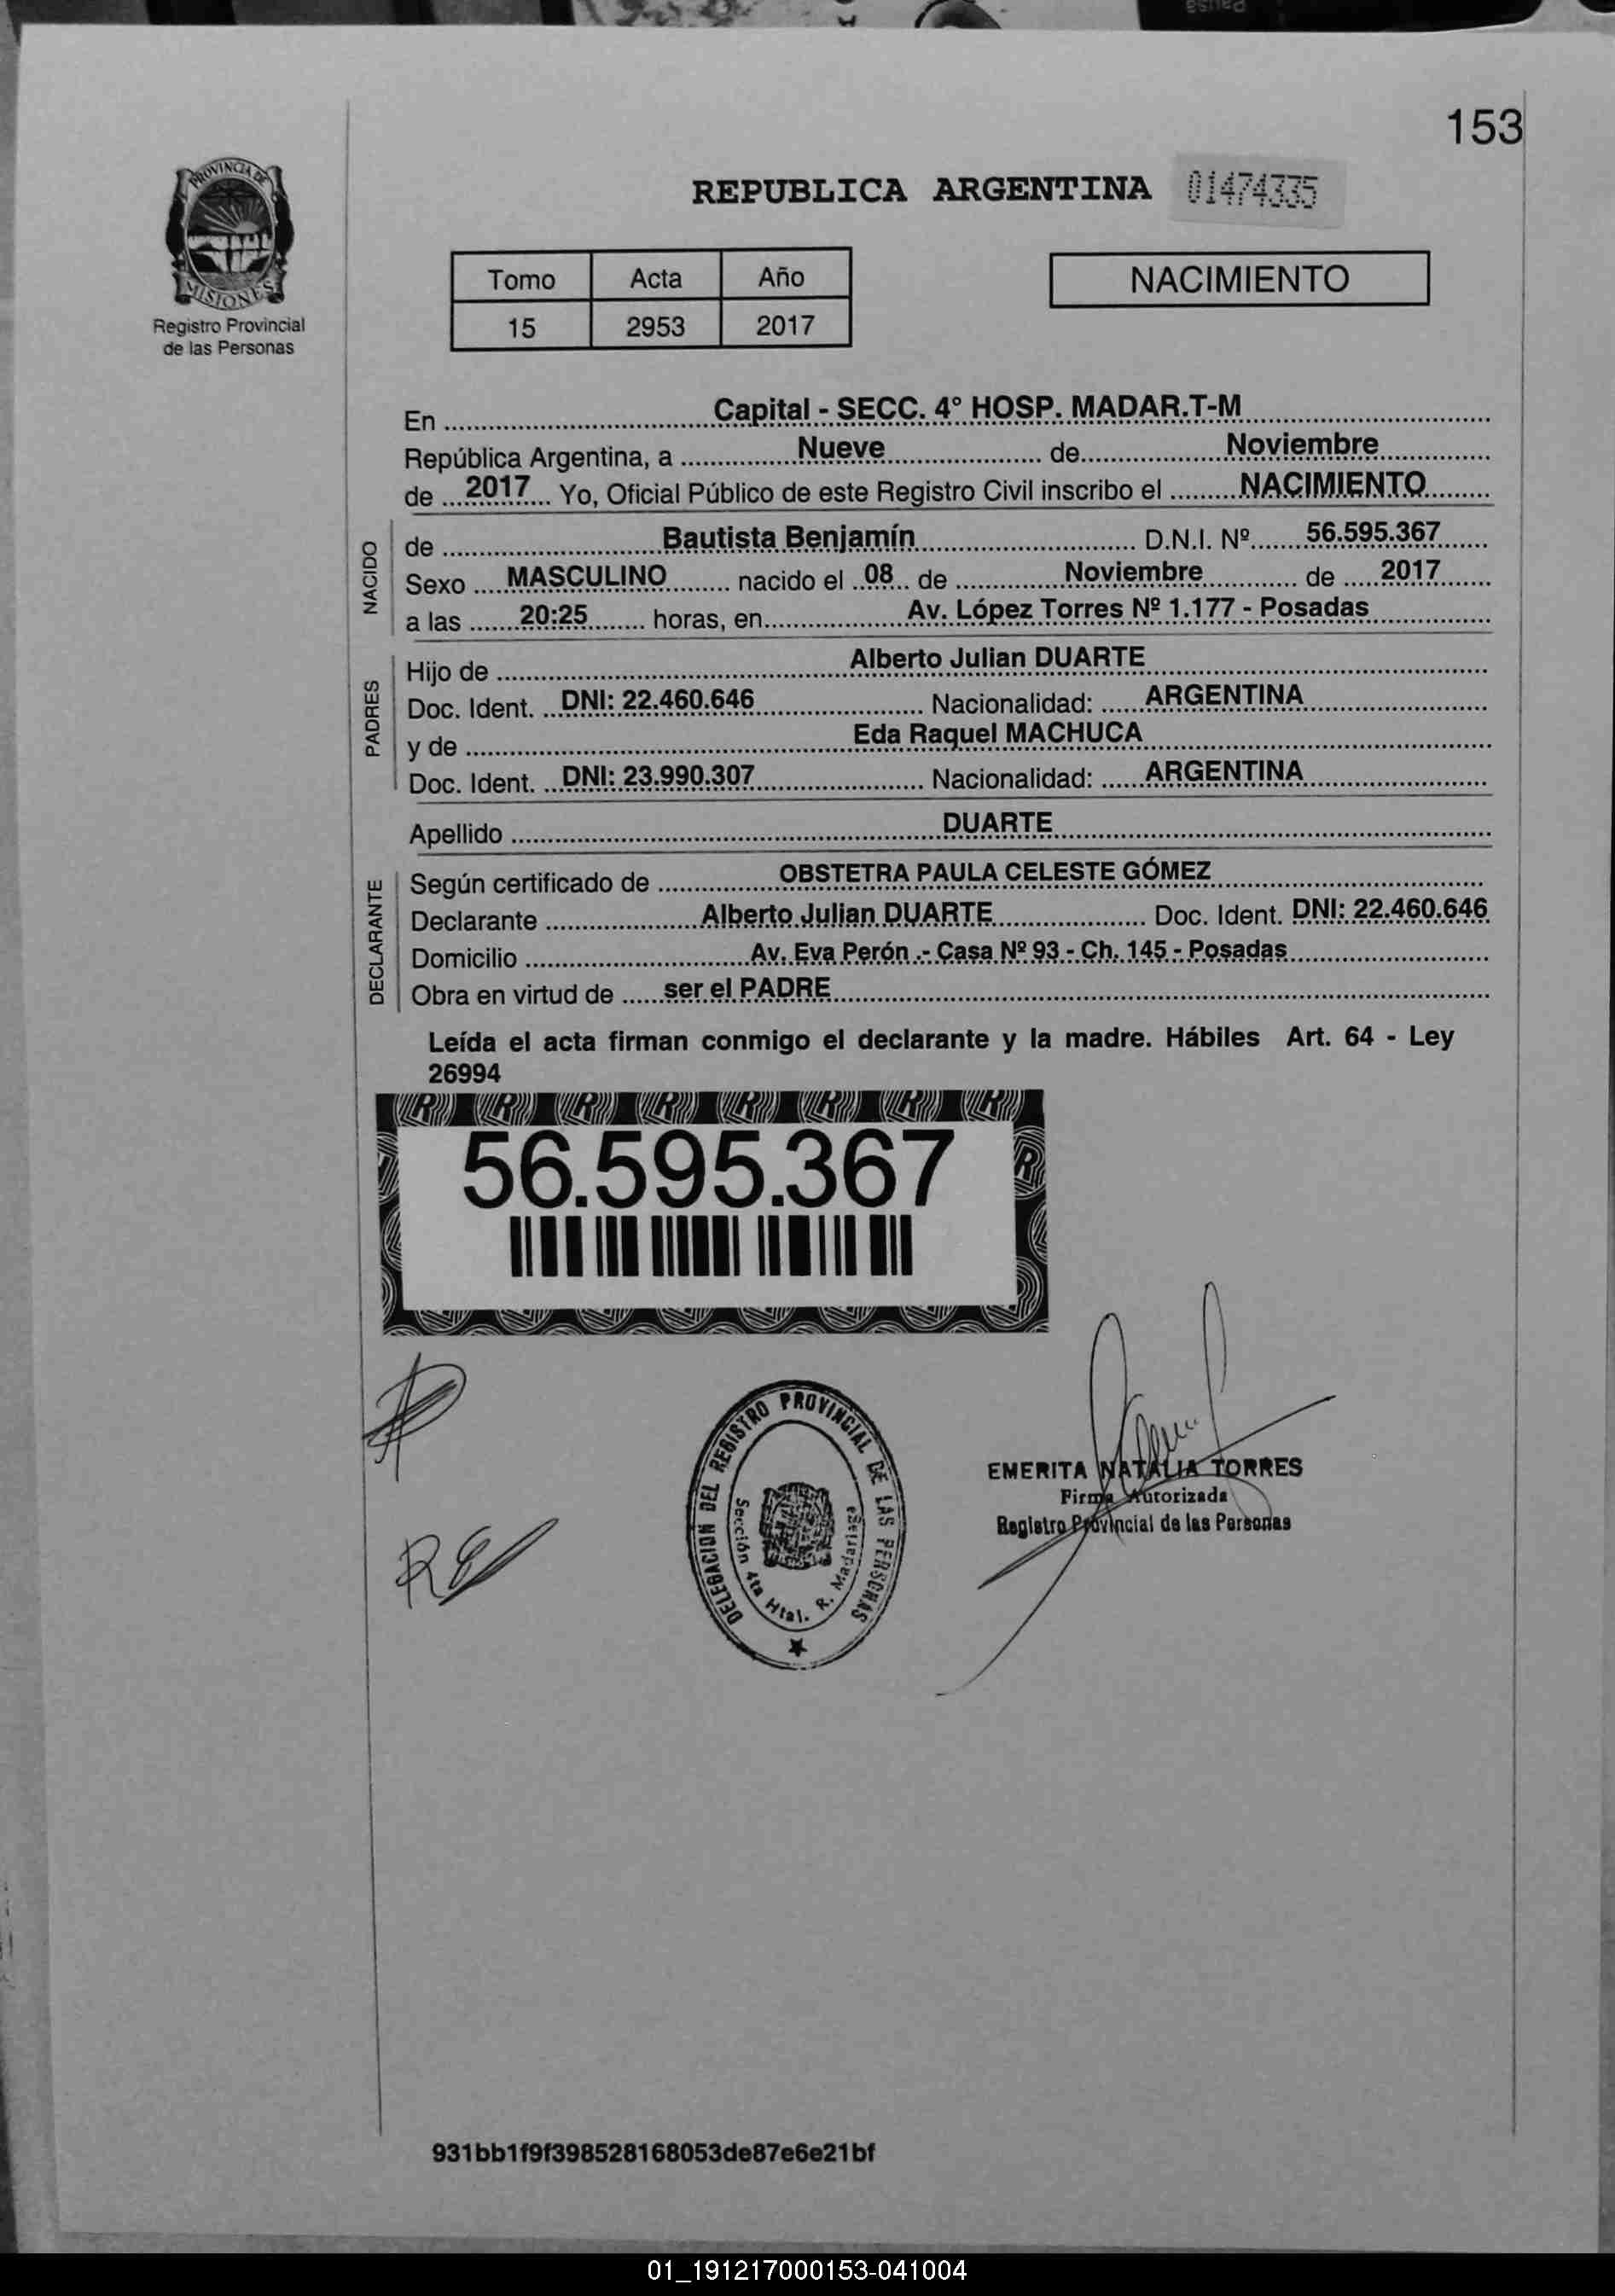 153
PROVINCIA DE
MISIONES
Registro Provincial
de las Personas
REPUBLICA ARGENTINA 01474335
Tomo Acta Año
15 2953 2017
NACIMIENTO
En Capital - SECC. 4° HOSP. MADAR.T-M
República Argentina, a Nueve de Noviembre
de 2017 Yo, Oficial Público de este Registro Civil inscribo el NACIMIENTO
NACIDO
de Bautista Benjamín D.N.I. Nº 56.595.367
Sexo MASCULINO nacido el 08 de Noviembre de 2017
a las 20:25 horas, en Av. López Torres Nº 1.177 - Posadas
PADRES
Hijo de Alberto Julian DUARTE
Doc. Ident. DNI: 22.460.646 Nacionalidad: ARGENTINA
y de Eda Raquel MACHUCA
Doc. Ident. DNI: 23.990.307 Nacionalidad: ARGENTINA
Apellido DUARTE
DECLARANTE
Según certificado de OBSTETRA PAULA CELESTE GÓMEZ
Declarante Alberto Julian DUARTE Doc. Ident. DNI: 22.460.646
Domicilio Av. Eva Perón .- Casa Nº 93 - Ch. 145 - Posadas
Obra en virtud de ser el PADRE
Leída el acta firman conmigo el declarante y la madre. Hábiles Art. 64 - Ley
26994
56.595.367
DELEGACION DEL REGISTRO PROVINCIAL DE LAS PERSONAS
Sección 4ta Htal. R. Madariaga
EMERITA NATALIA TORRES
Firma Autorizada
Registro Provincial de las Personas
931bb1f9f398528168053de87e6e21bf
01_191217000153-041004